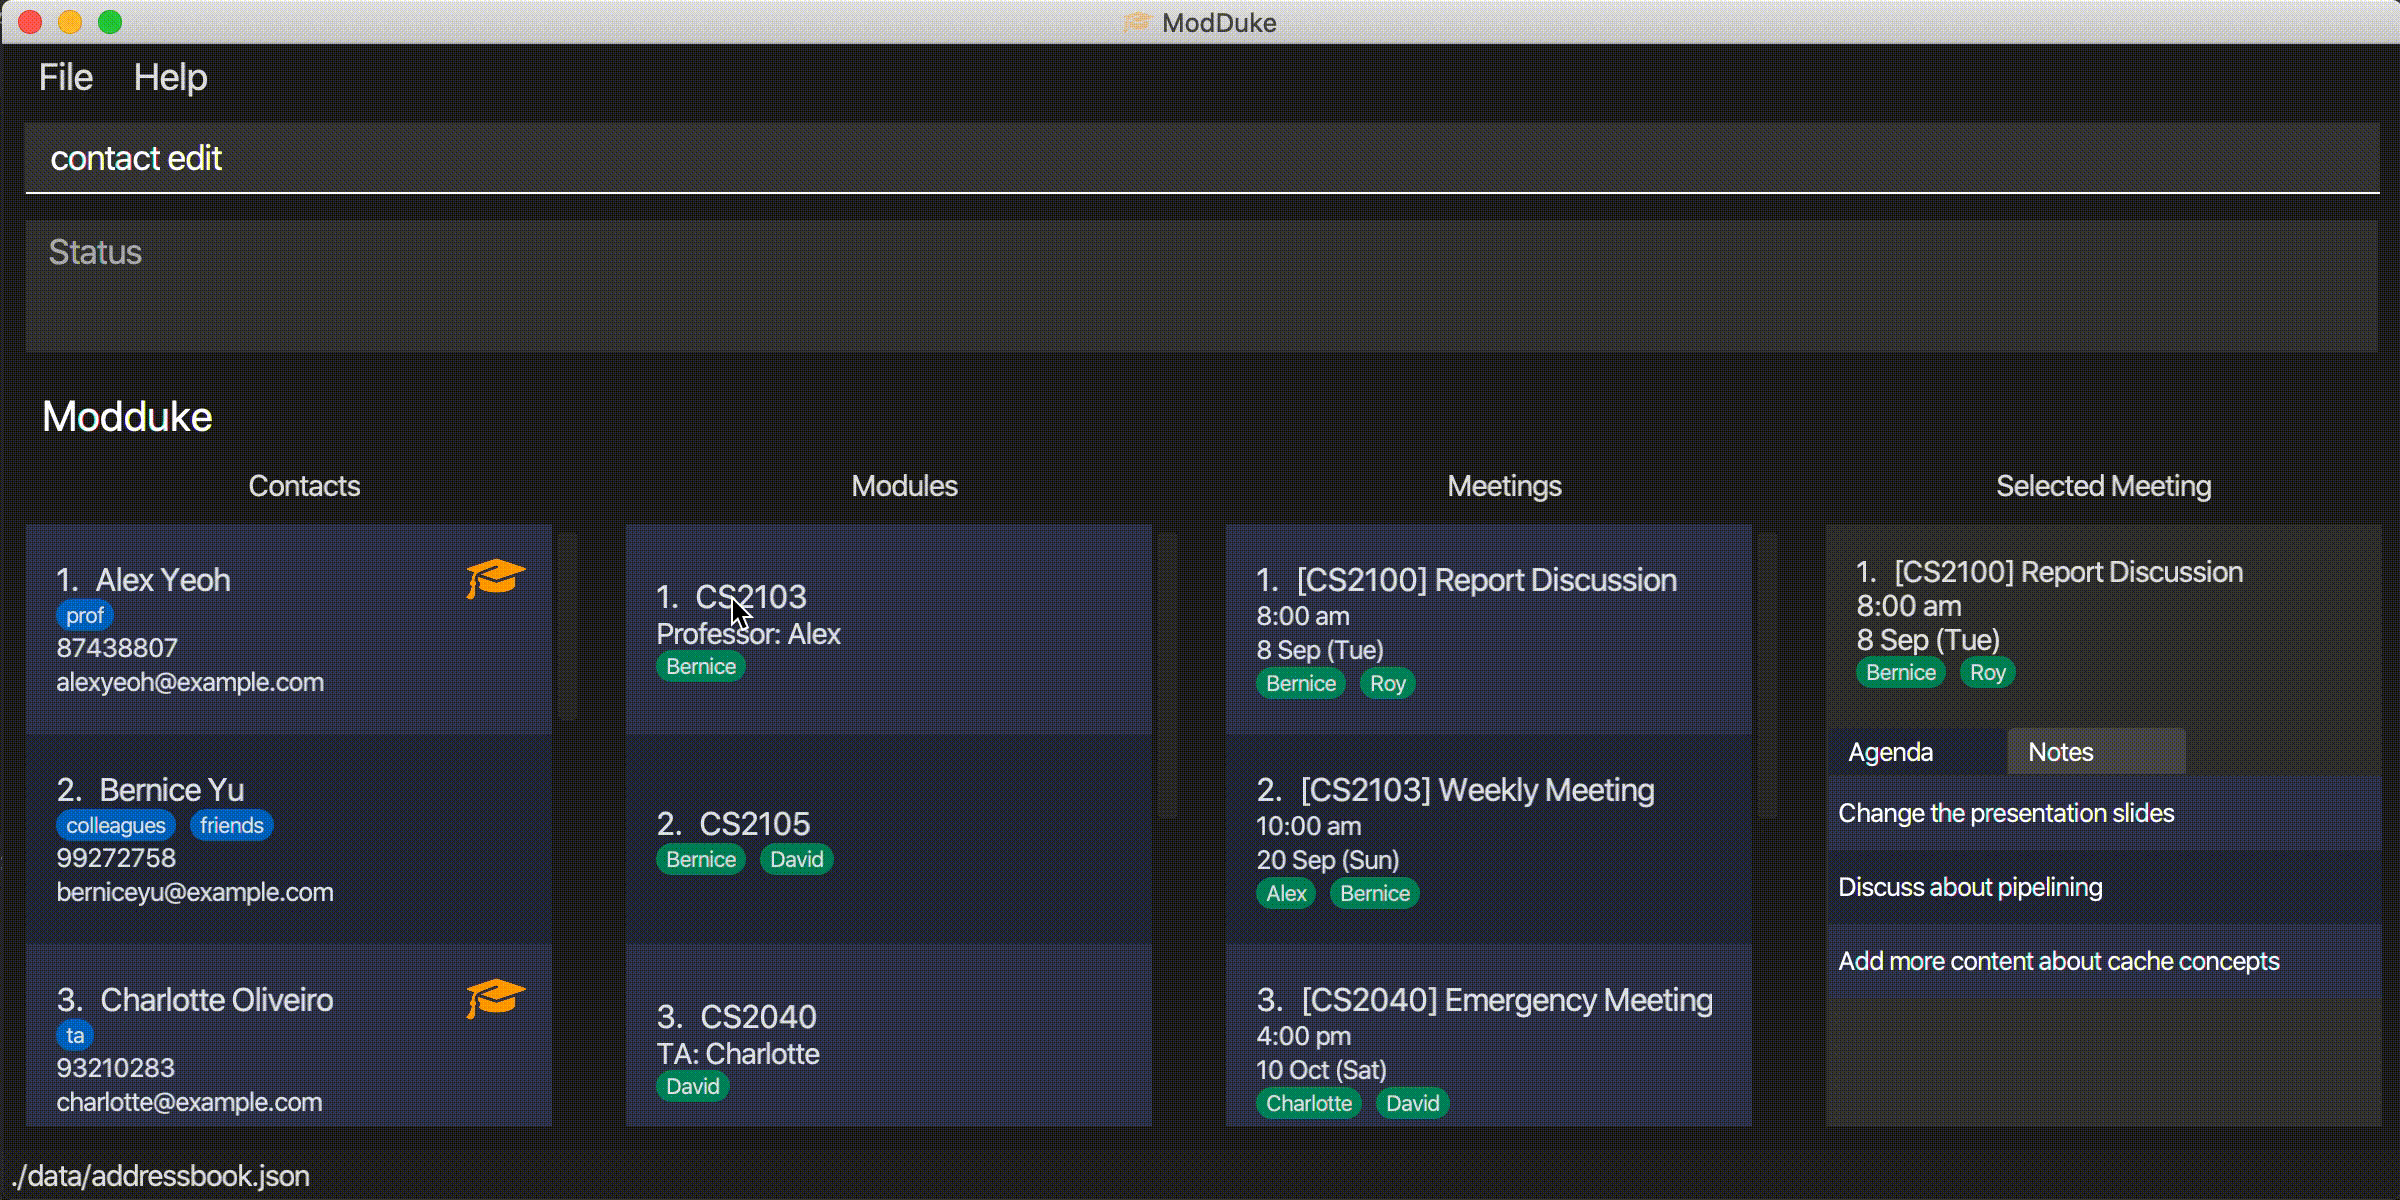 ModDuke
File Help
contact edit
Status
Modduke
Contacts
1. Alex Yeoh
prof
87438807
alexyeoh@example.com
2. Bernice Yu
colleagues friends
99272758
berniceyu@example.com
3. Charlotte Oliveiro
ta
93210283
charlotte@example.com
Modules
1. CS2103
Professor: Alex
Bernice
2. CS2105
Bernice David
3. CS2040
TA: Charlotte
David
Meetings
1. [CS2100] Report Discussion
8:00 am
8 Sep (Tue)
Bernice Roy
2. [CS2103] Weekly Meeting
10:00 am
20 Sep (Sun)
Alex Bernice
3. [CS2040] Emergency Meeting
4:00 pm
10 Oct (Sat)
Charlotte David
Selected Meeting
1. [CS2100] Report Discussion
8:00 am
8 Sep (Tue)
Bernice Roy
Agenda Notes
Change the presentation slides
Discuss about pipelining
Add more content about cache concepts
./data/addressbook.json